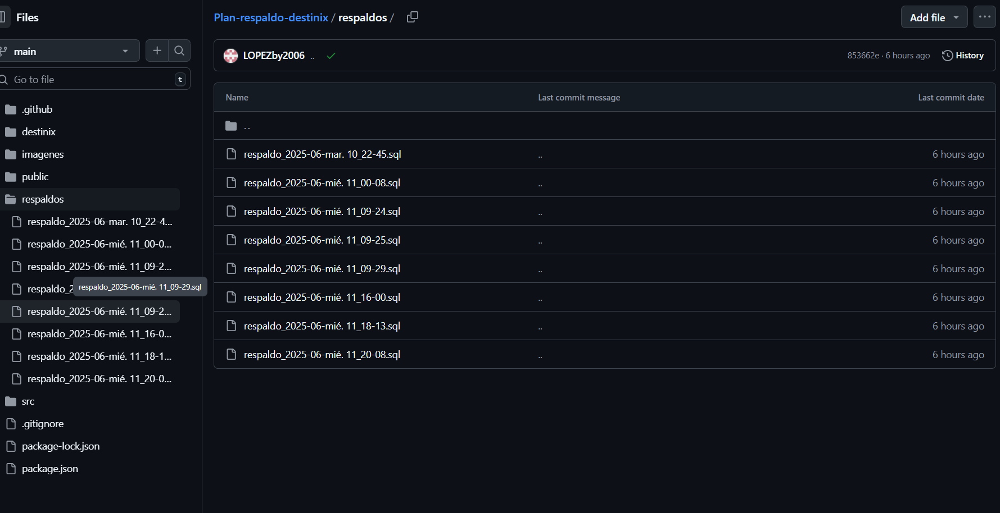 Files
main
Go to file
t
.github
destinix
imagenes
public
respaldos
respaldo_2025-06-mar. 10_22-4...
respaldo_2025-06-mié. 11_00-0...
respaldo_2025-06-mié. 11_09-2...
respaldo_2
respaldo_2025-06-mié. 11_09-29.sql
respaldo_2025-06-mié. 11_09-2...
respaldo_2025-06-mié. 11_16-0...
respaldo_2025-06-mié. 11_18-1...
respaldo_2025-06-mié. 11_20-0...
src
.gitignore
package-lock.json
package.json
Plan-respaldo-destinix / respaldos /
Add file
...
LOPEZby2006 ..
853662e · 6 hours ago
History
Name Last commit message Last commit date
..
respaldo_2025-06-mar. 10_22-45.sql .. 6 hours ago
respaldo_2025-06-mié. 11_00-08.sql .. 6 hours ago
respaldo_2025-06-mié. 11_09-24.sql .. 6 hours ago
respaldo_2025-06-mié. 11_09-25.sql .. 6 hours ago
respaldo_2025-06-mié. 11_09-29.sql .. 6 hours ago
respaldo_2025-06-mié. 11_16-00.sql .. 6 hours ago
respaldo_2025-06-mié. 11_18-13.sql .. 6 hours ago
respaldo_2025-06-mié. 11_20-08.sql .. 6 hours ago